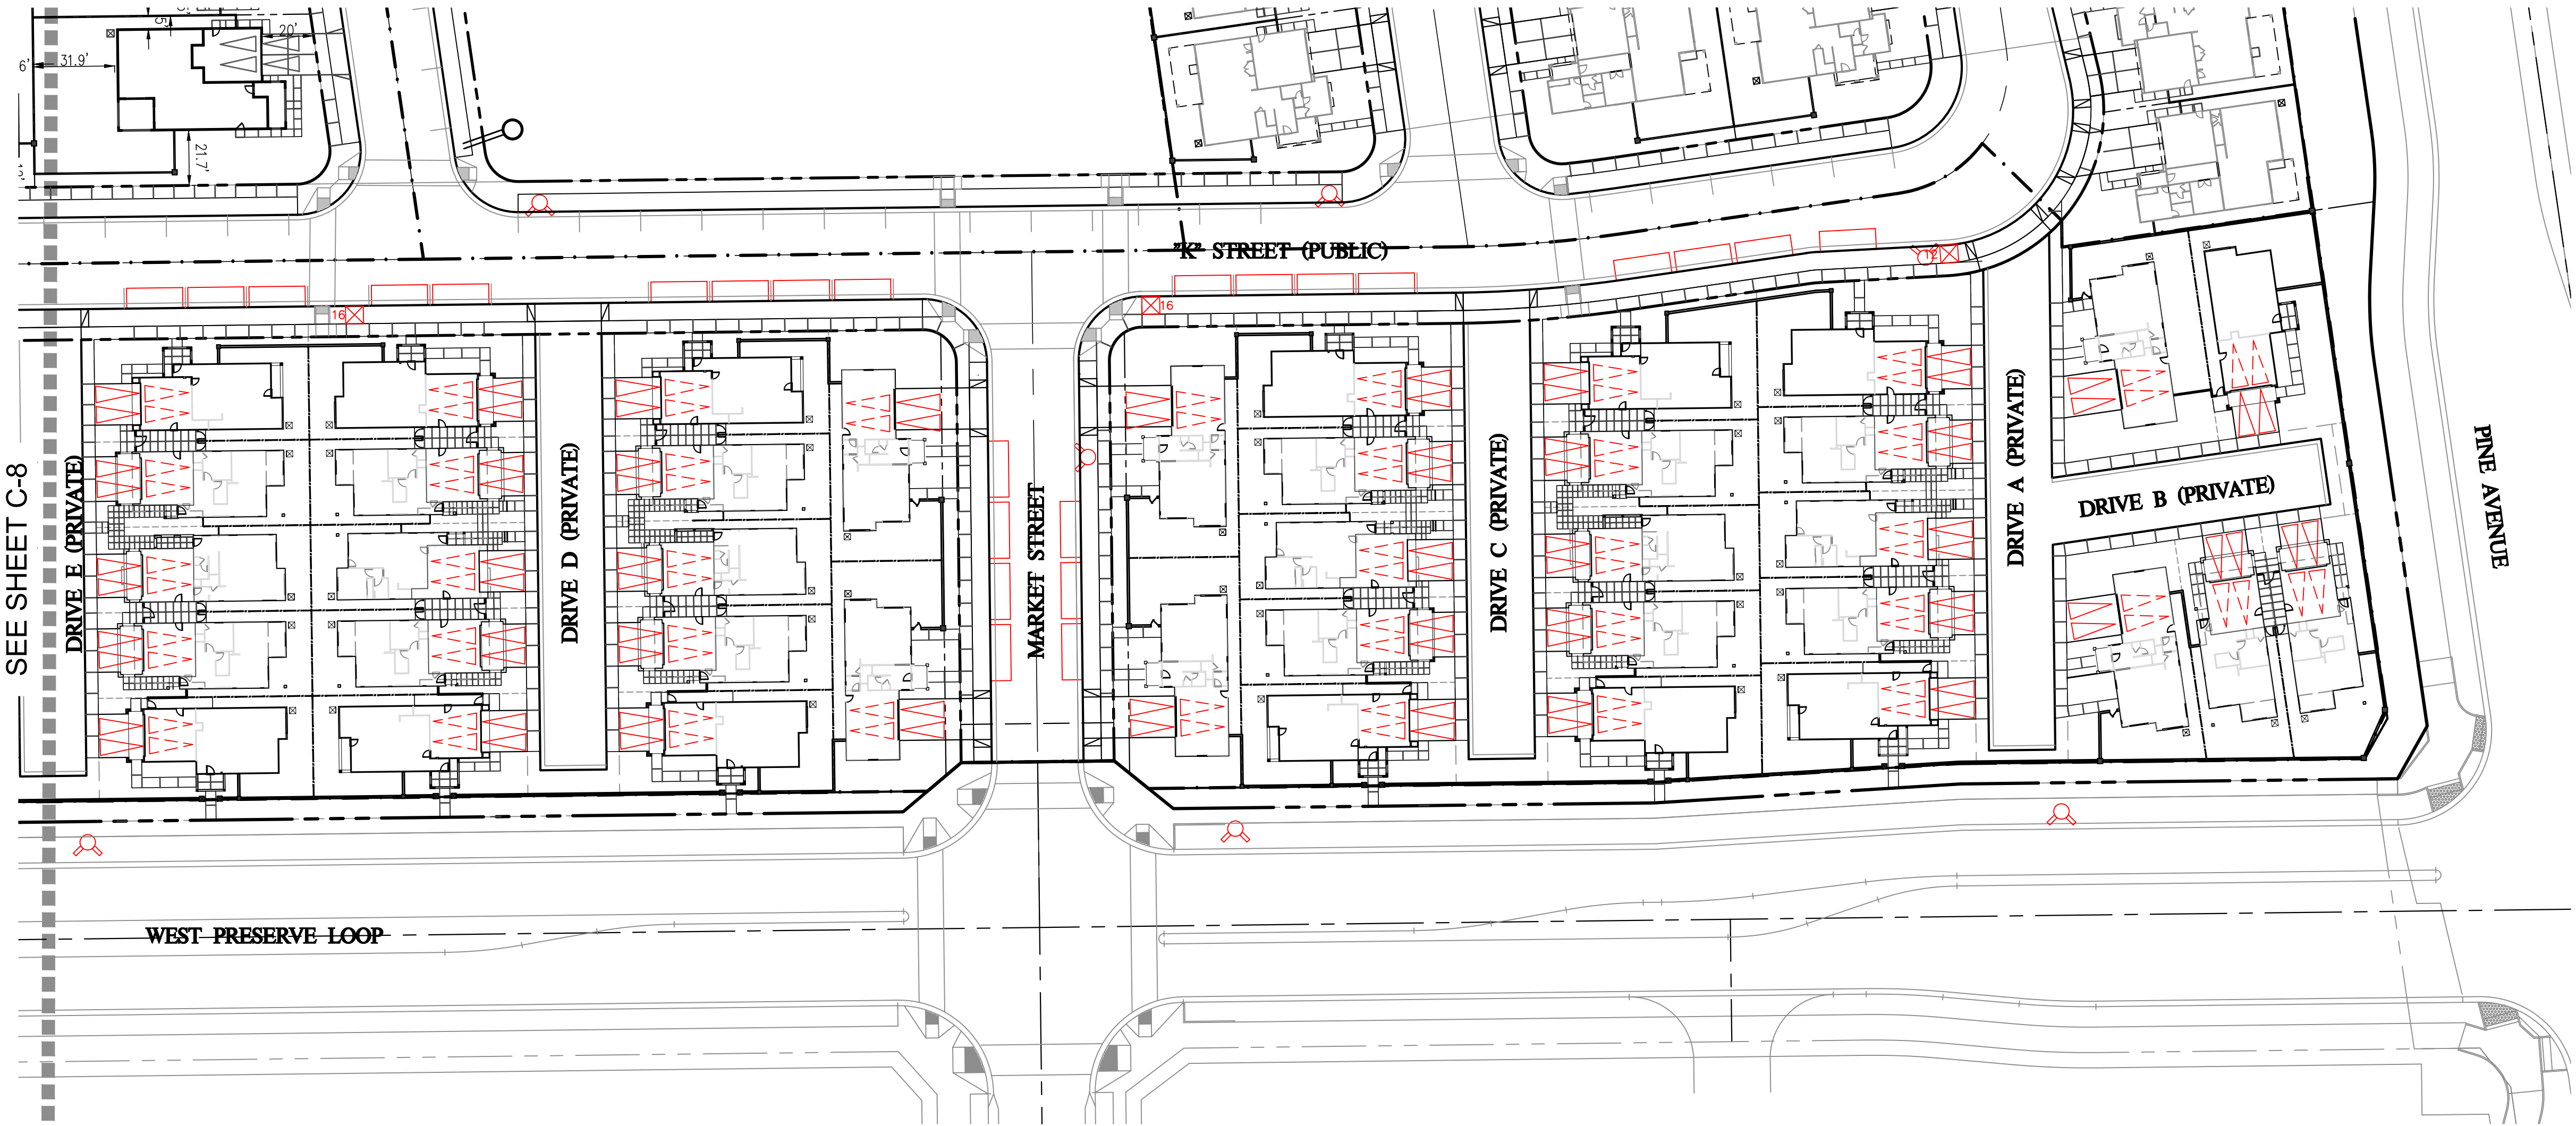 20'
5'
6'
31.9'
21.7'
"K" STREET (PUBLIC)
12
16
16
SEE SHEET C-8
DRIVE E (PRIVATE)
DRIVE D (PRIVATE)
MARKET STREET
DRIVE C (PRIVATE)
DRIVE A (PRIVATE)
DRIVE B (PRIVATE)
PINE AVENUE
WEST PRESERVE LOOP